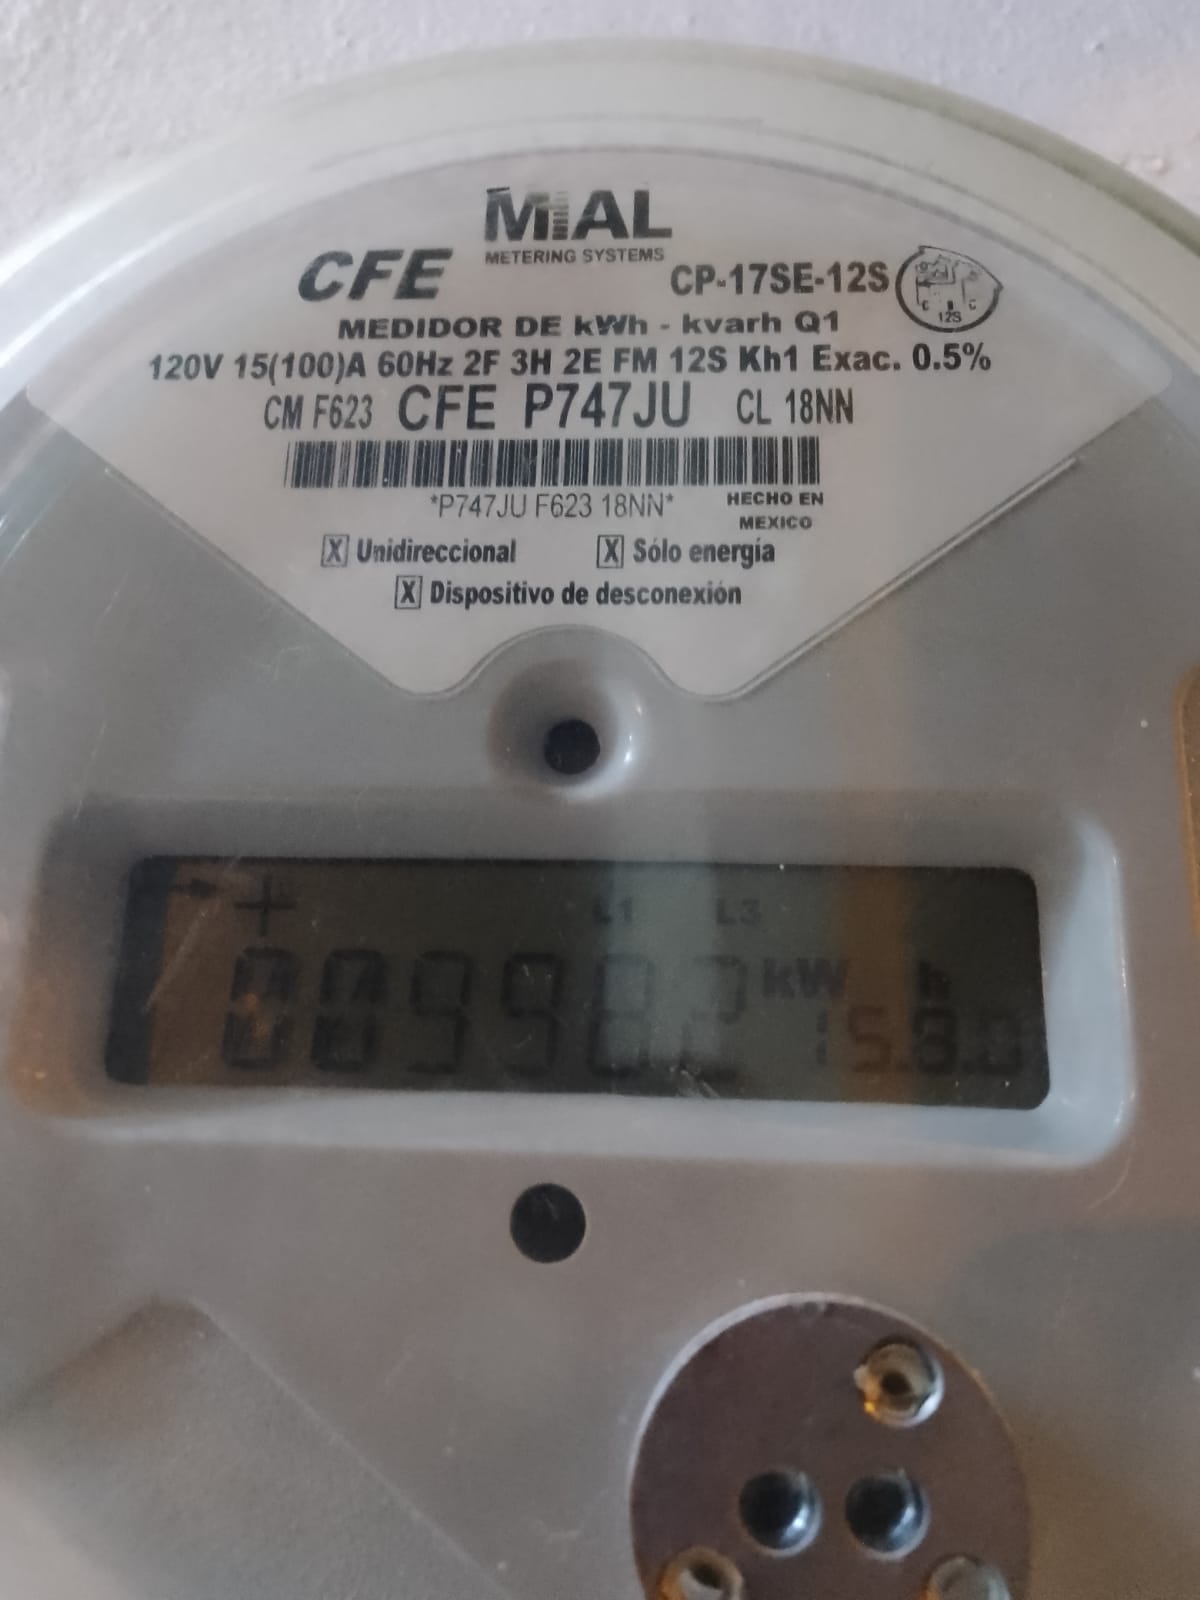 MIAL
METERING SYSTEMS
CFE
CP-17SE-12S
12S
MEDIDOR DE kWh - kvarh Q1
120V 15(100)A 60Hz 2F 3H 2E FM 12S Kh1 Exac. 0.5%
CM F623 CFE P747JU CL 18NN
*P747JU F623 18NN*
HECHO EN
MEXICO
X Unidireccional X Sólo energía
X Dispositivo de desconexión
+ L1 L3
kW h